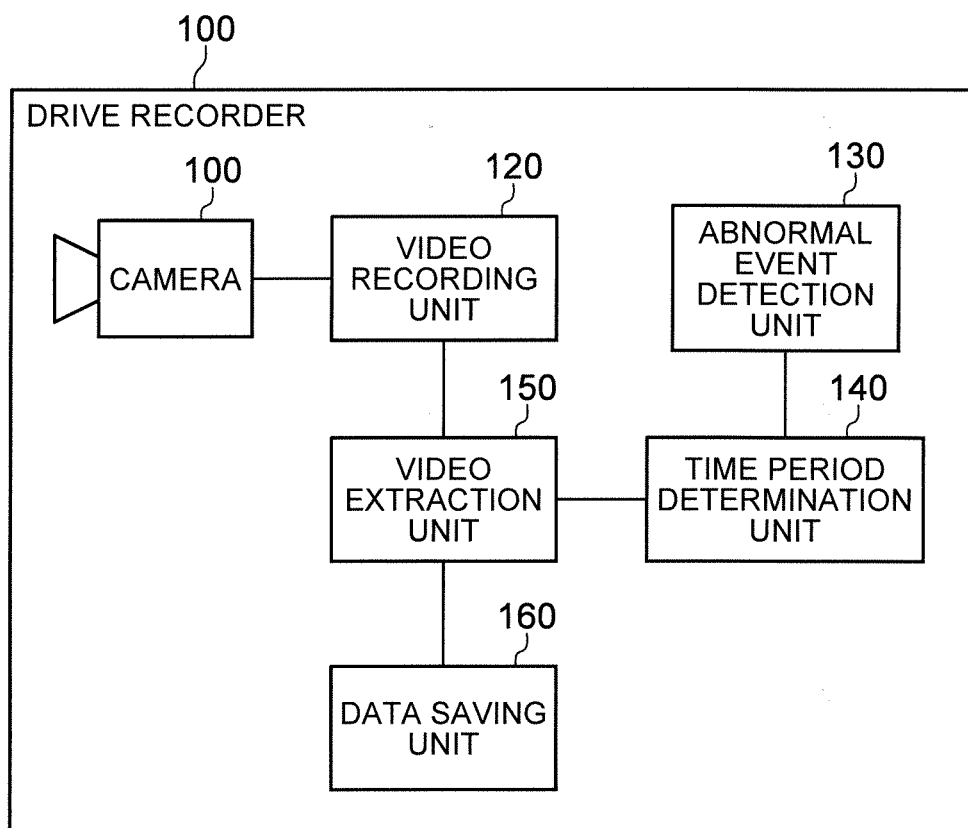 100
DRIVE RECORDER
100
CAMERA
120
VIDEO
RECORDING
UNIT
130
ABNORMAL
EVENT
DETECTION
UNIT
150
VIDEO
EXTRACTION
UNIT
140
TIME PERIOD
DETERMINATION
UNIT
160
DATA SAVING
UNIT